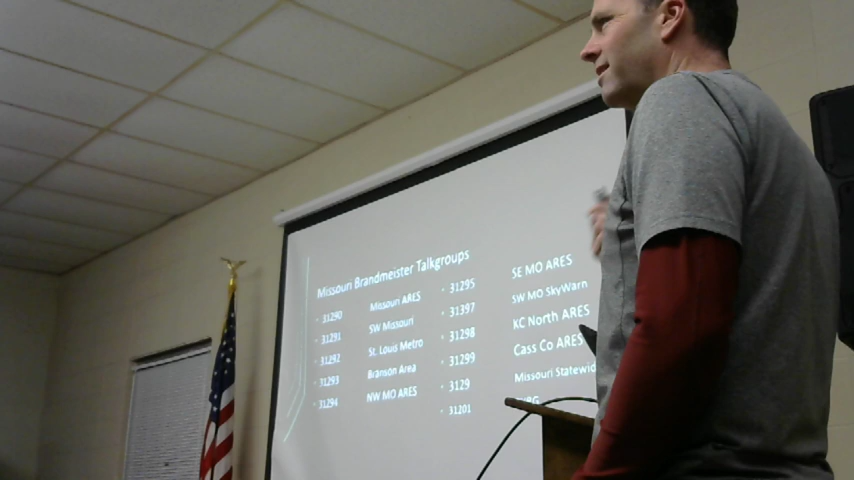 Missouri Brandmeister Talkgroups
31290 Missouri ARES
31291 SW Missouri
31292 St. Louis Metro
31293 Branson Area
31294 NW MO ARES
31295 SE MO ARES
31397 SW MO SkyWarn
31298 KC North ARES
31299 Cass Co ARES
3129 Missouri Statewid
31201